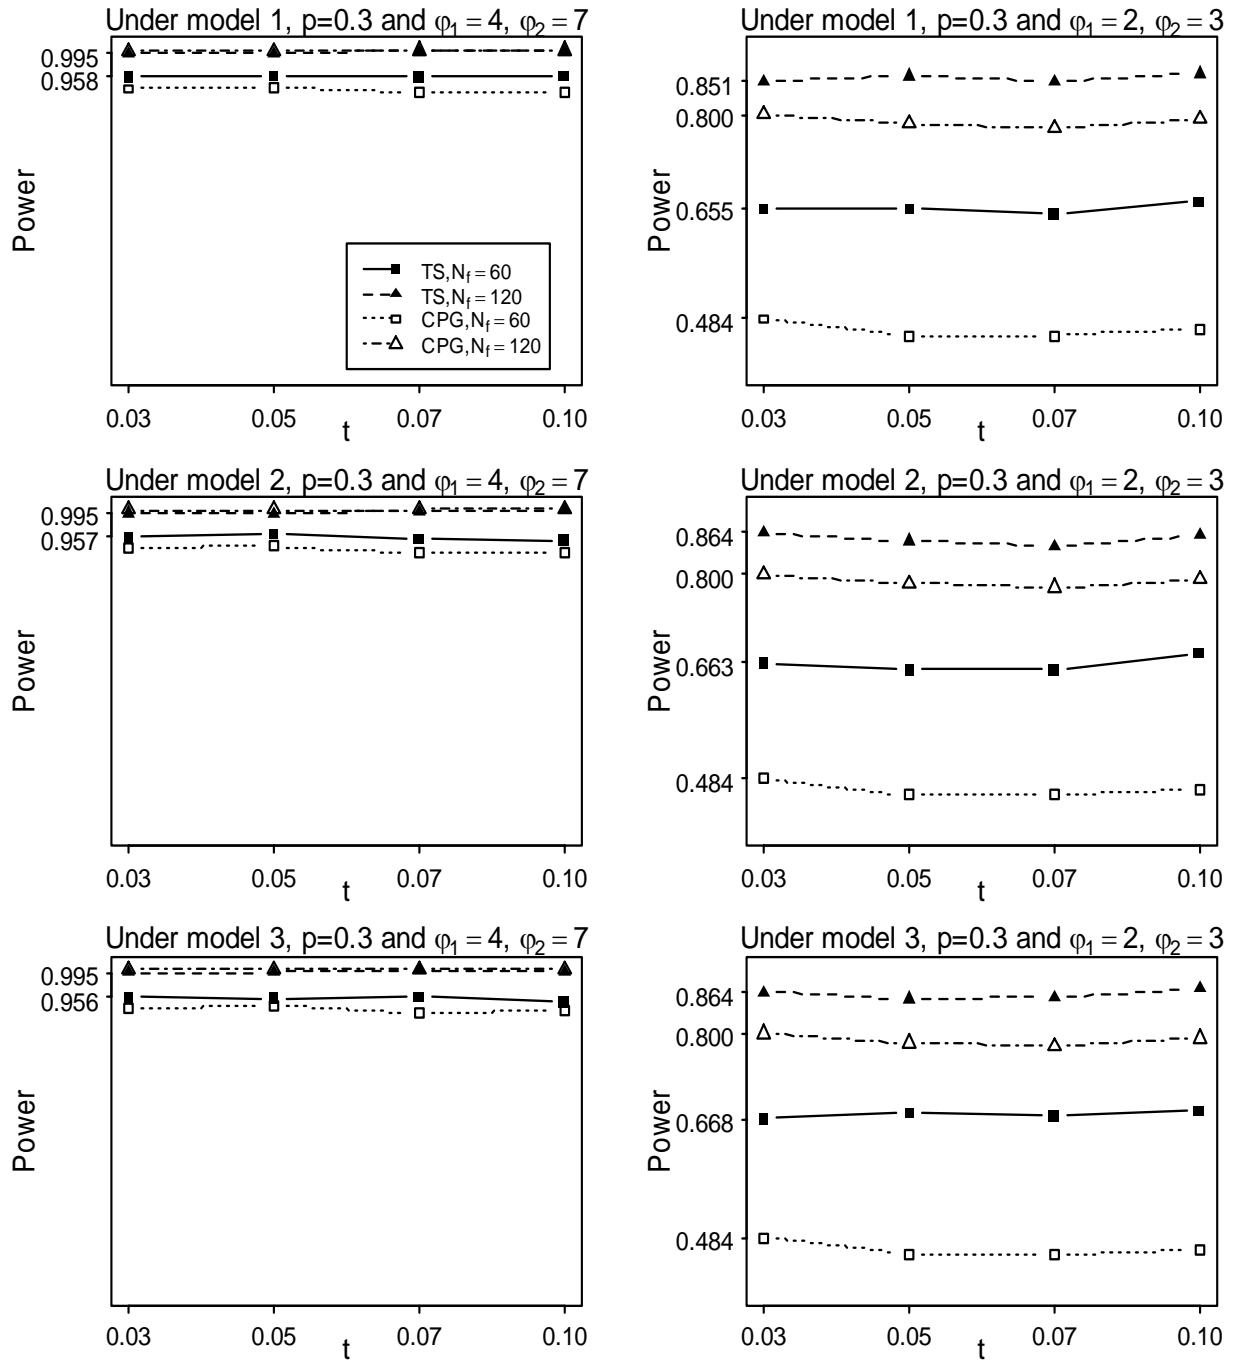 Under model 1, p=0.3 and φ₁ = 4, φ₂ = 7
0.995
0.958
Power
TS,N_f = 60
TS,N_f = 120
CPG,N_f = 60
CPG,N_f = 120
0.03 0.05 0.07 0.10
t
Under model 1, p=0.3 and φ₁ = 2, φ₂ = 3
0.851
0.800
0.655
0.484
Power
0.03 0.05 0.07 0.10
t
Under model 2, p=0.3 and φ₁ = 4, φ₂ = 7
0.995
0.957
Power
0.03 0.05 0.07 0.10
t
Under model 2, p=0.3 and φ₁ = 2, φ₂ = 3
0.864
0.800
0.663
0.484
Power
0.03 0.05 0.07 0.10
t
Under model 3, p=0.3 and φ₁ = 4, φ₂ = 7
0.995
0.956
Power
0.03 0.05 0.07 0.10
t
Under model 3, p=0.3 and φ₁ = 2, φ₂ = 3
0.864
0.800
0.668
0.484
Power
0.03 0.05 0.07 0.10
t